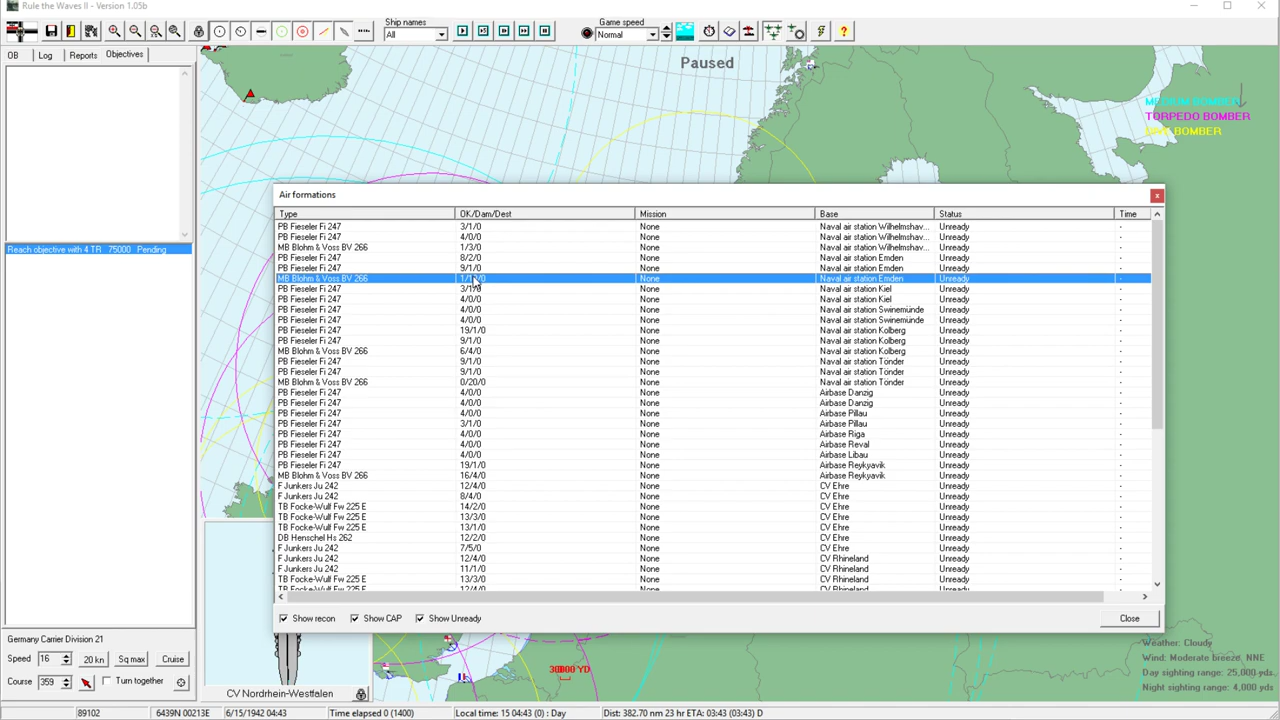 Rule the Waves II - Version 1.05b
Ship names
All
Game speed
Normal
OB Log Reports Objectives
Paused
MEDIUM BOMBER
TORPEDO BOMBER
Reach objective with 4 TR 75000 Pending
Air formations
Type OK/Dam/Dest Mission Base Status Time
PB Fieseler Fi 247 3/1/0 None Naval air station Wilhelmshav... Unready -
PB Fieseler Fi 247 4/0/0 None Naval air station Wilhelmshav... Unready -
MB Blohm & Voss BV 266 1/3/0 None Naval air station Wilhelmshav... Unready -
PB Fieseler Fi 247 8/2/0 None Naval air station Emden Unready -
PB Fieseler Fi 247 9/1/0 None Naval air station Emden Unready -
MB Blohm & Voss BV 266 None Naval air station Emden Unready -
PB Fieseler Fi 247 3/1/0 None Naval air station Kiel Unready -
PB Fieseler Fi 247 4/0/0 None Naval air station Kiel Unready -
PB Fieseler Fi 247 4/0/0 None Naval air station Swinemünde Unready -
PB Fieseler Fi 247 4/0/0 None Naval air station Swinemünde Unready -
PB Fieseler Fi 247 19/1/0 None Naval air station Kolberg Unready -
PB Fieseler Fi 247 9/1/0 None Naval air station Kolberg Unready -
MB Blohm & Voss BV 266 6/4/0 None Naval air station Kolberg Unready -
PB Fieseler Fi 247 9/1/0 None Naval air station Tönder Unready -
PB Fieseler Fi 247 9/1/0 None Naval air station Tönder Unready -
MB Blohm & Voss BV 266 0/20/0 None Naval air station Tönder Unready -
PB Fieseler Fi 247 4/0/0 None Airbase Danzig Unready -
PB Fieseler Fi 247 4/0/0 None Airbase Danzig Unready -
PB Fieseler Fi 247 4/0/0 None Airbase Pillau Unready -
PB Fieseler Fi 247 3/1/0 None Airbase Pillau Unready -
PB Fieseler Fi 247 4/0/0 None Airbase Riga Unready -
PB Fieseler Fi 247 4/0/0 None Airbase Reval Unready -
PB Fieseler Fi 247 4/0/0 None Airbase Libau Unready -
PB Fieseler Fi 247 19/1/0 None Airbase Reykyavik Unready -
MB Blohm & Voss BV 266 16/4/0 None Airbase Reykyavik Unready -
F Junkers Ju 242 12/4/0 None CV Ehre Unready -
F Junkers Ju 242 8/4/0 None CV Ehre Unready -
TB Focke-Wulf Fw 225 E 14/2/0 None CV Ehre Unready -
TB Focke-Wulf Fw 225 E 13/3/0 None CV Ehre Unready -
TB Focke-Wulf Fw 225 E 13/1/0 None CV Ehre Unready -
DB Henschel Hs 262 12/2/0 None CV Ehre Unready -
F Junkers Ju 242 7/5/0 None CV Ehre Unready -
F Junkers Ju 242 12/4/0 None CV Rhineland Unready -
F Junkers Ju 242 11/1/0 None CV Rhineland Unready -
TB Focke-Wulf Fw 225 E 13/3/0 None CV Rhineland Unready -
TB Focke-Wulf Fw 225 E 12/4/0 None CV Rhineland Unready -
Show recon Show CAP Show Unready Close
Germany Carrier Division 21
Speed 16 20 kn Sq max Cruise
Course 359 Turn together
CV Nordrhein-Westfalen
YD
Weather: Cloudy
Wind: Moderate breeze, NNE
Day sighting range: 25,000 yds
Night sighting range: 4,000 yds
89102 6439N 00213E 6/15/1942 04:43 Time elapsed 0 (1400) Local time: 15 04:43 (0) : Day Dist: 382.70 nm 23 hr ETA: 03:43 (03:43) D